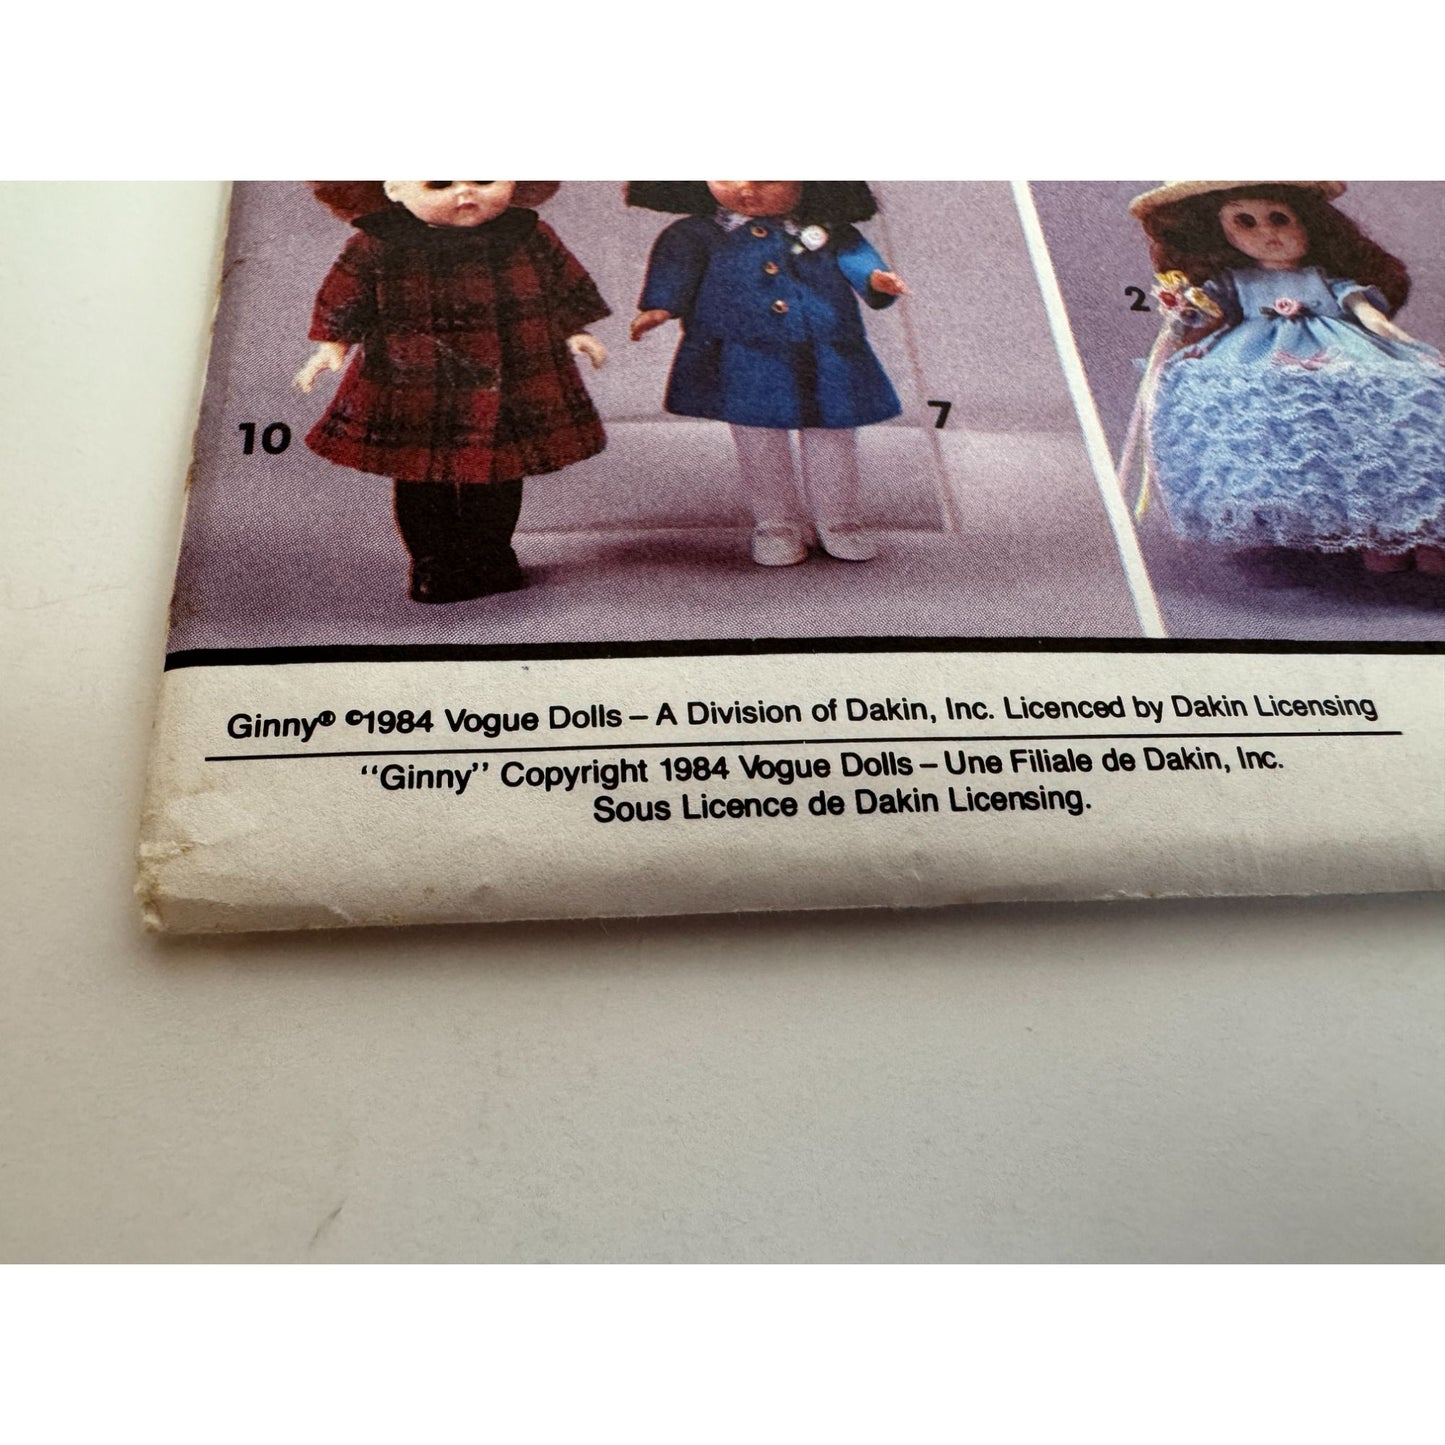 10
7
2
Ginny® ©1984 Vogue Dolls – A Division of Dakin, Inc. Licenced by Dakin Licensing
‘‘Ginny’’ Copyright 1984 Vogue Dolls – Une Filiale de Dakin, Inc.
Sous Licence de Dakin Licensing.